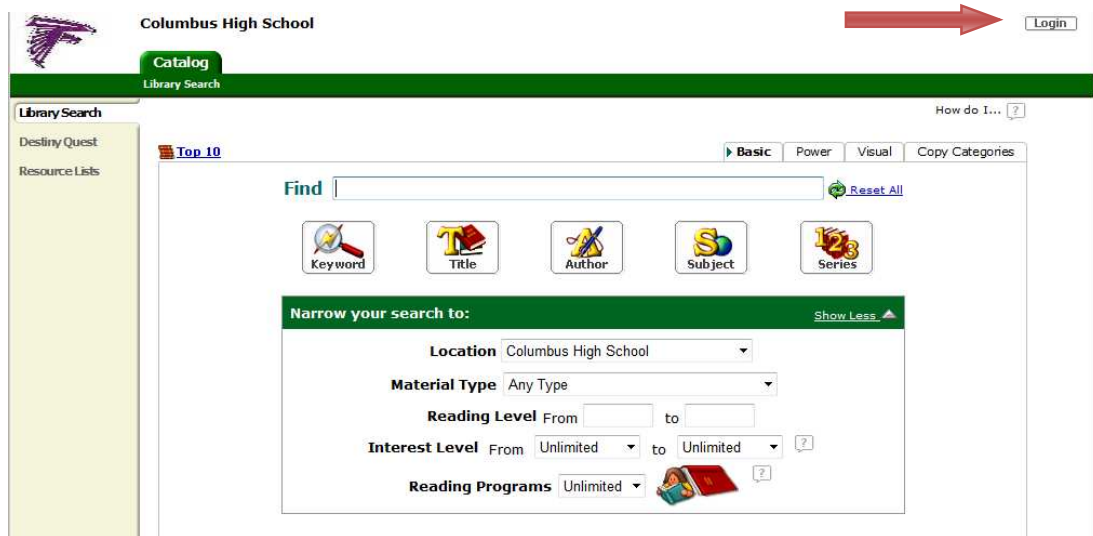 Columbus High School
Login
Catalog
Library Search
Library Search
How do I... ?
Destiny Quest
Top 10
Basic Power Visual Copy Categories
Resource Lists
Find Reset All
Keyword Title Author Subject Series
Narrow your search to: Show Less
Location Columbus High School
Material Type Any Type
Reading Level From to
Interest Level From Unlimited to Unlimited ?
Reading Programs Unlimited ?